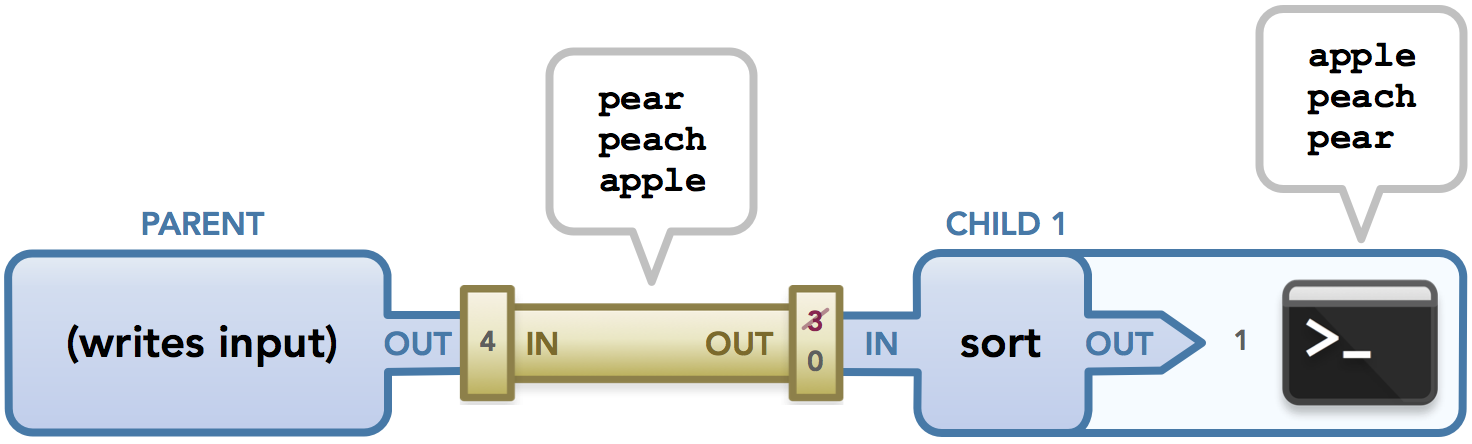 pear
peach
apple
apple
peach
pear
PARENT
CHILD 1
(writes input)
OUT
4
IN
OUT
3
0
IN
sort
OUT
1
>_